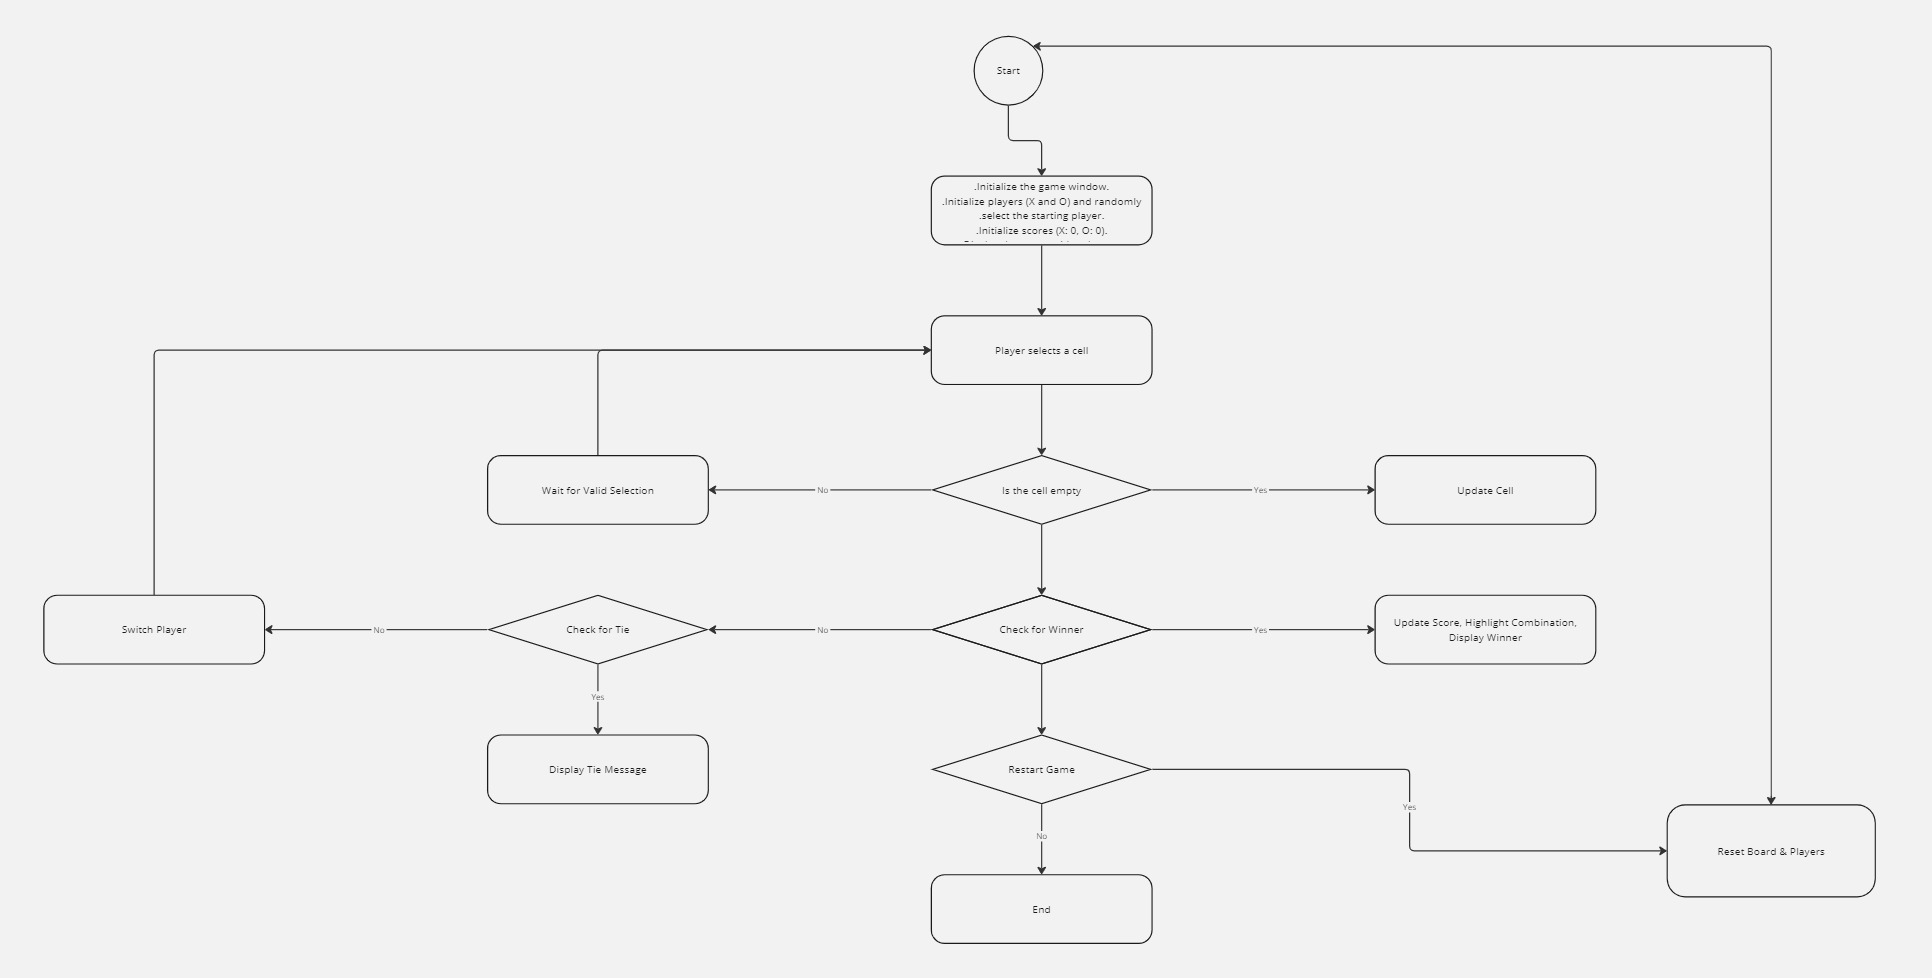 Start
.Initialize the game window.
.Initialize players (X and O) and randomly
.select the starting player.
.Initialize scores (X: 0, O: 0).
Player selects a cell
Wait for Valid Selection
No
Is the cell empty
Yes
Update Cell
Switch Player
No
Check for Tie
No
Check for Winner
Yes
Update Score, Highlight Combination,
Display Winner
Yes
Display Tie Message
Restart Game
Yes
No
Reset Board & Players
End